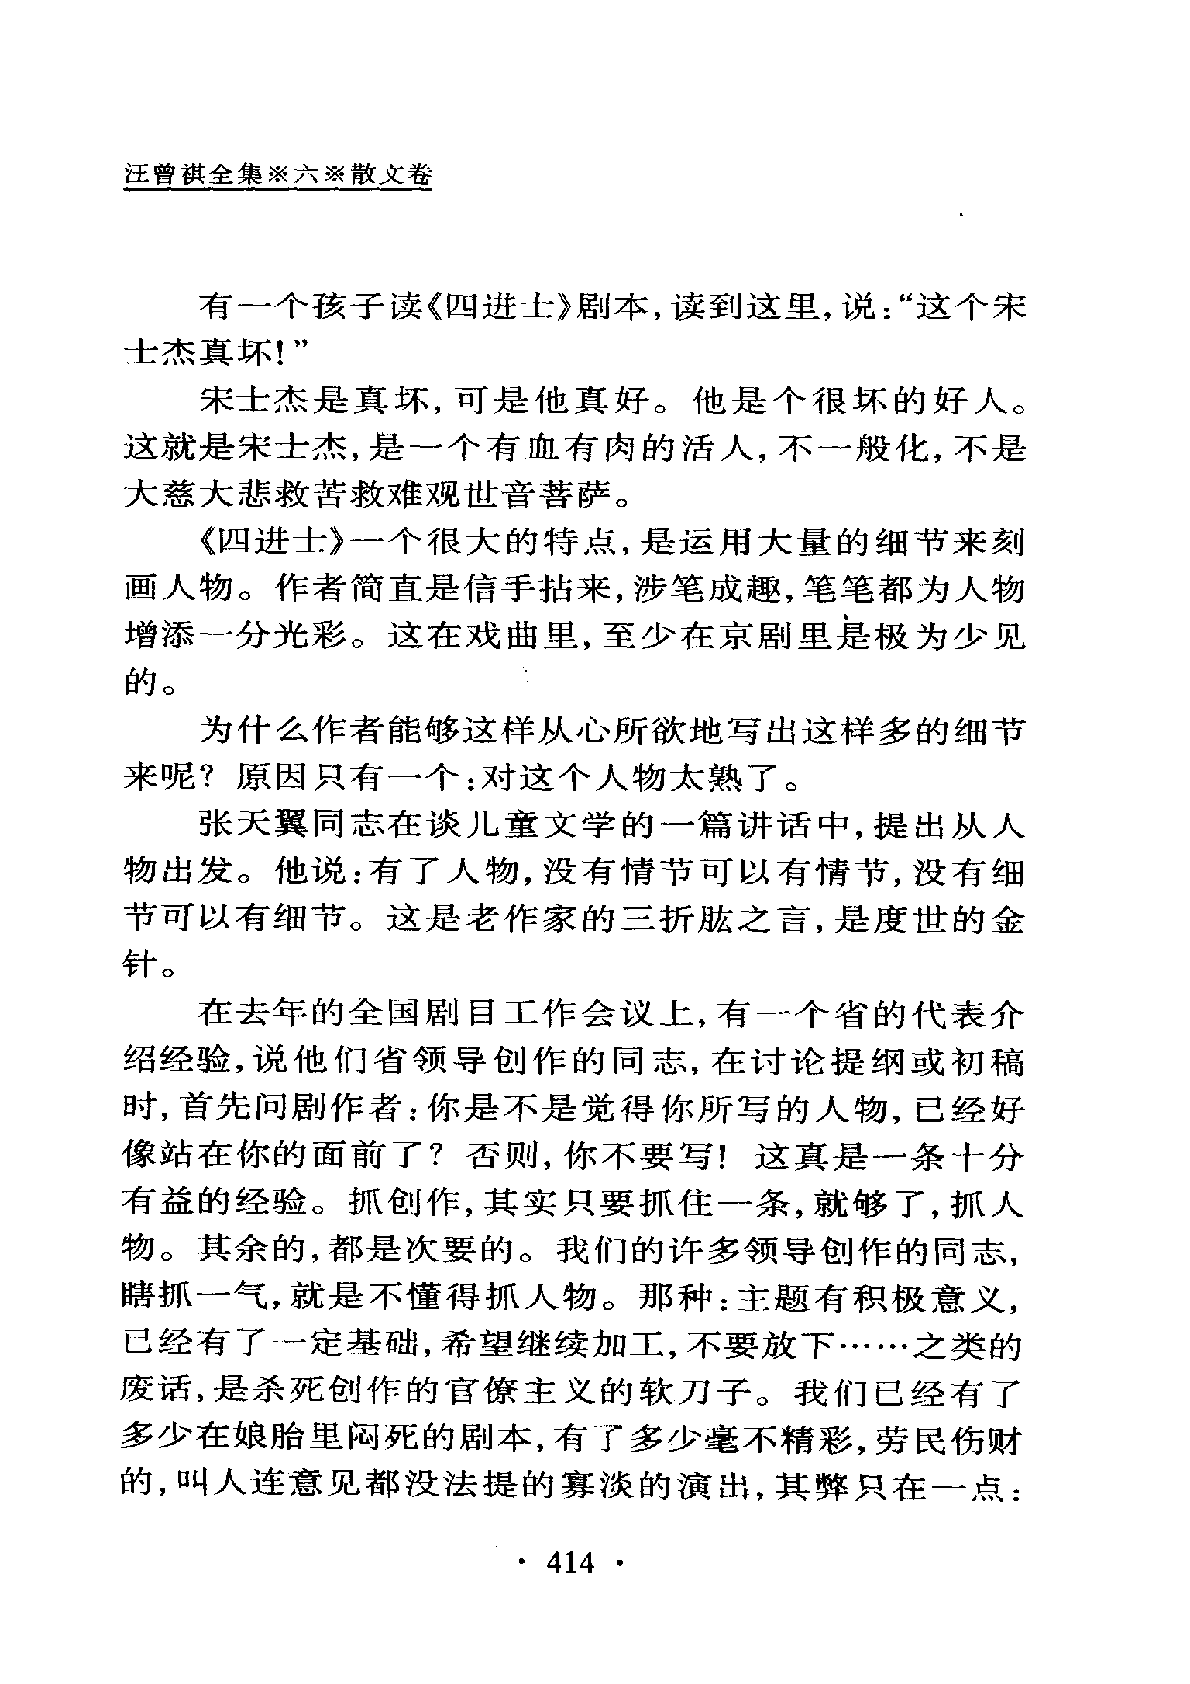 汪曾祺全集※六※散文卷
有一个孩子读《四进士》剧本，读到这里，说：“这个宋
士杰真坏！”
宋士杰是真坏，可是他真好。他是个很坏的好人。
这就是宋士杰，是一个有血有肉的活人，不一般化，不是
大慈大悲救苦救难观世音菩萨。
《四进士》一个很大的特点，是运用大量的细节来刻
画人物。作者简直是信手拈来，涉笔成趣，笔笔都为人物
增添一分光彩。这在戏曲里，至少在京剧里是极为少见
的。
为什么作者能够这样从心所欲地写出这样多的细节
来呢？原因只有一个：对这个人物太熟了。
张天翼同志在谈儿童文学的一篇讲话中，提出从人
物出发。他说：有了人物，没有情节可以有情节，没有细
节可以有细节。这是老作家的三折肱之言，是度世的金
针。
在去年的全国剧目工作会议上，有一个省的代表介
绍经验，说他们省领导创作的同志，在讨论提纲或初稿
时，首先问剧作者：你是不是觉得你所写的人物，已经好
像站在你的面前了？否则，你不要写！这真是一条十分
有益的经验。抓创作，其实只要抓住一条，就够了，抓人
物。其余的，都是次要的。我们的许多领导创作的同志，
瞎抓一气，就是不懂得抓人物。那种：主题有积极意义，
已经有了一定基础，希望继续加工，不要放下……之类的
废话，是杀死创作的官僚主义的软刀子。我们已经有了
多少在娘胎里闷死的剧本，有了多少毫不精彩，劳民伤财
的，叫人连意见都没法提的寡淡的演出，其弊只在一点：
· 414 ·